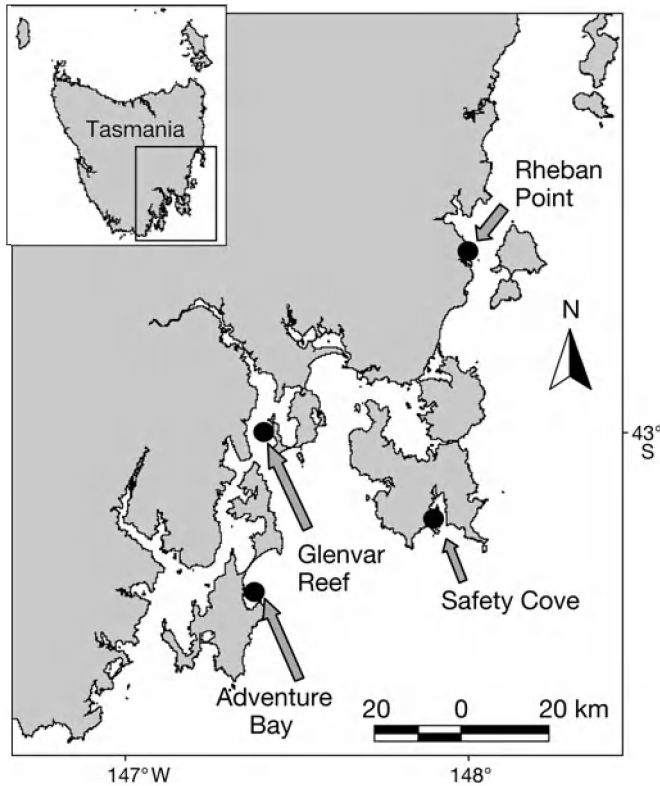 Tasmania
Rheban
Point
N
43°
S
Glenvar
Reef
Safety Cove
Adventure
Bay
20 0 20 km
147°W 148°